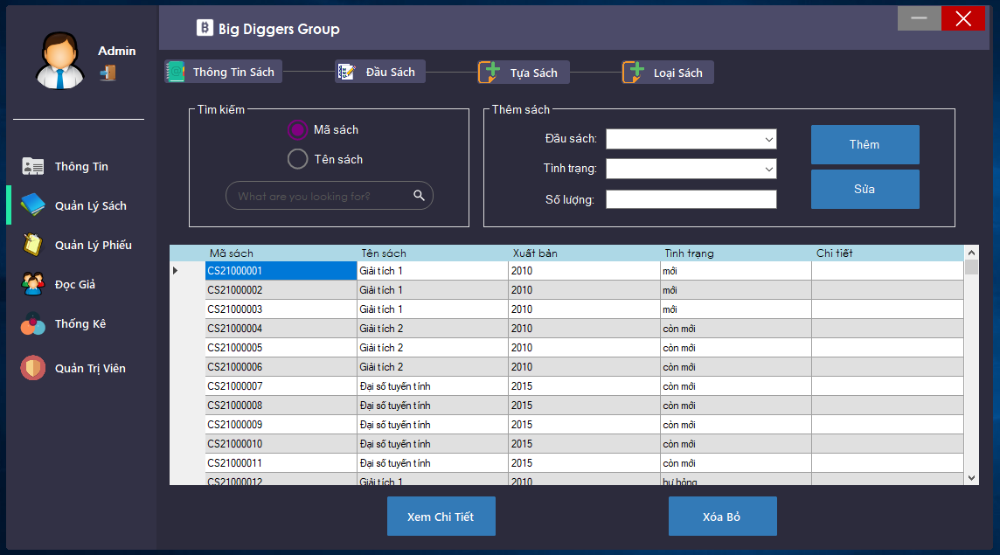 Big Diggers Group
Admin
Thông Tin Sách
Đầu Sách
Tựa Sách
Loại Sách
Thông Tin
Quản Lý Sách
Quản Lý Phiếu
Đọc Giả
Thống Kê
Quản Trị Viên
Tìm kiếm
Mã sách
Tên sách
What are you looking for?
Thêm sách
Đầu sách:
Tình trạng:
Số lượng:
Thêm
Sửa
Mã sách Tên sách Xuất bản Tình trạng Chi tiết
CS21000001 Giải tích 1 2010 mới
CS21000002 Giải tích 1 2010 mới
CS21000003 Giải tích 1 2010 mới
CS21000004 Giải tích 2 2010 còn mới
CS21000005 Giải tích 2 2010 còn mới
CS21000006 Giải tích 2 2010 còn mới
CS21000007 Đại số tuyến tính 2015 còn mới
CS21000008 Đại số tuyến tính 2015 còn mới
CS21000009 Đại số tuyến tính 2015 còn mới
CS21000010 Đại số tuyến tính 2015 còn mới
CS21000011 Đại số tuyến tính 2015 còn mới
CS21000012 Giải tích 1 2010 hư hỏng
Xem Chi Tiết
Xóa Bỏ